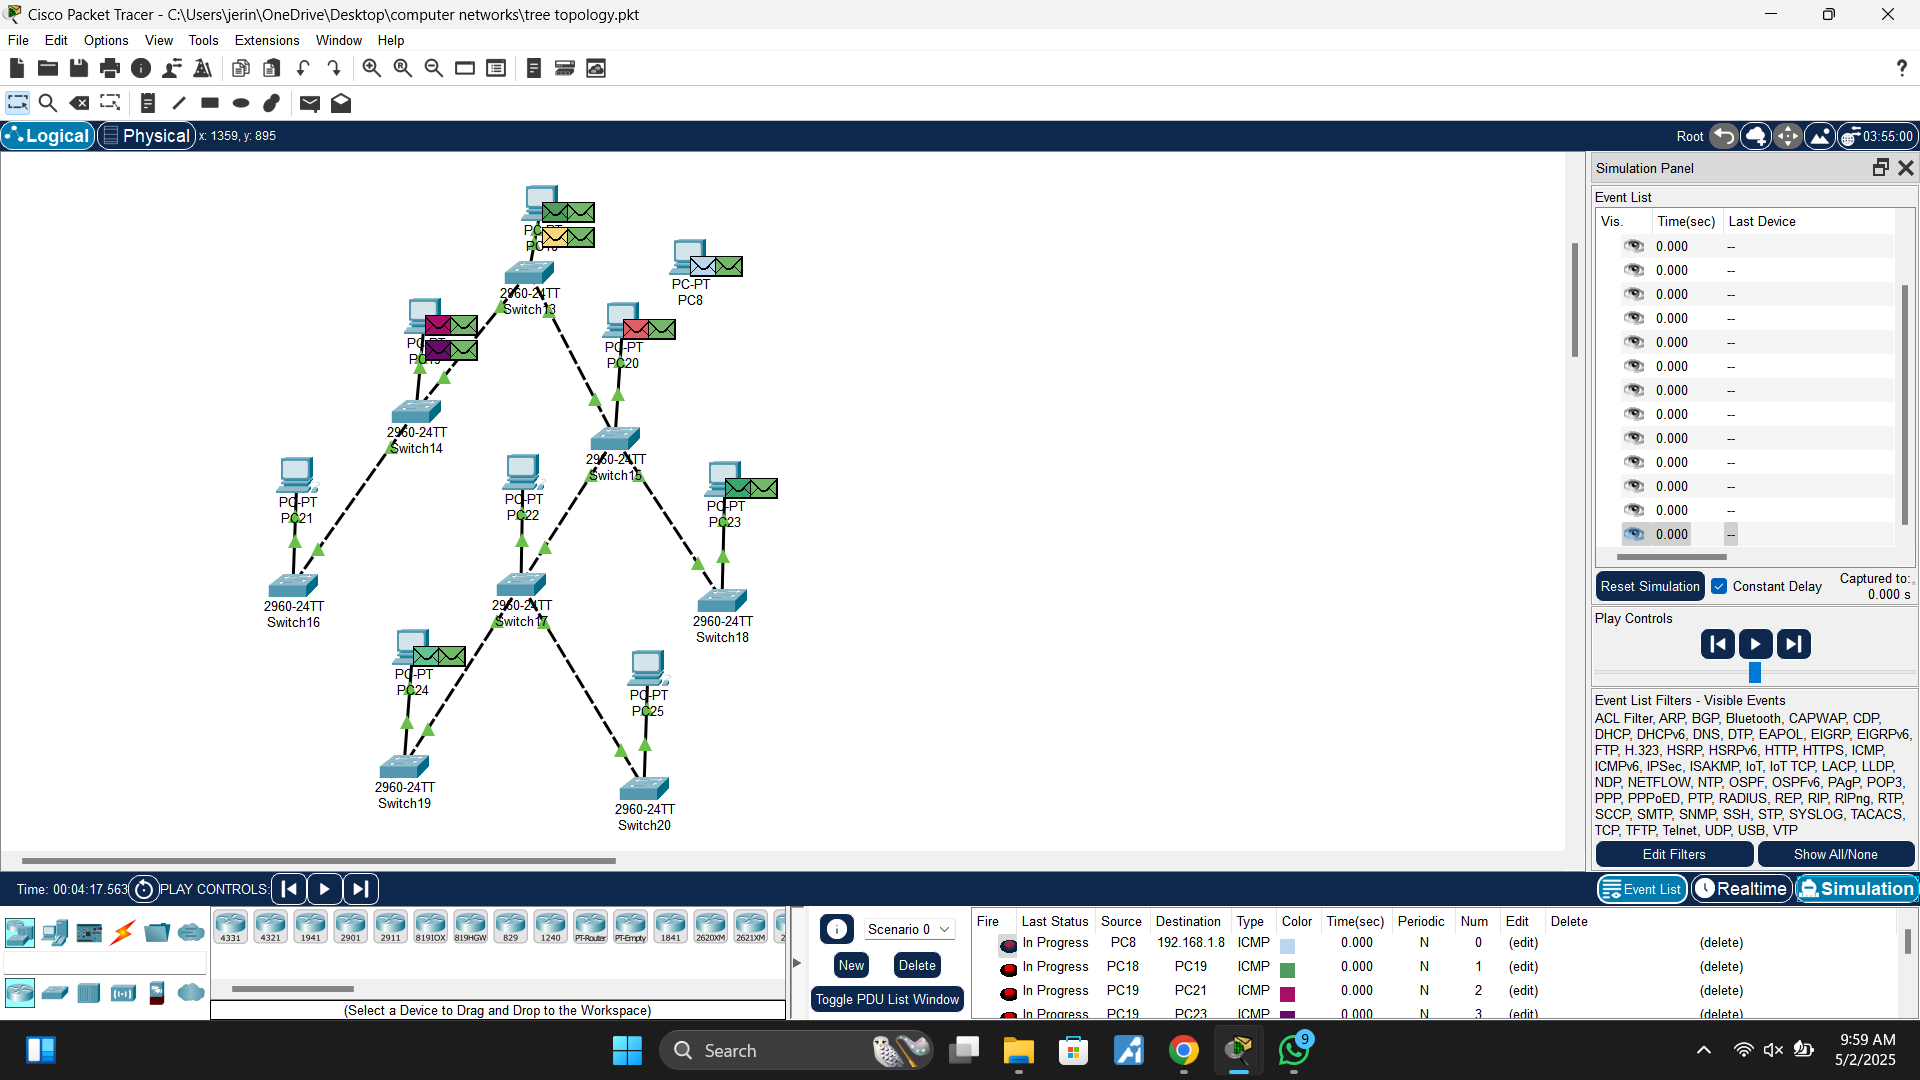 Cisco Packet Tracer - C:\Users\jerin\OneDrive\Desktop\computer networks\tree topology.pkt
File Edit Options View Tools Extensions Window Help
?
Logical Physical x: 1359, y: 895 Root 03:55:00
PC-PT
2960-24TT
Switch13
PC-PT
PC8
PC-PT
PC20
2960-24TT
Switch14
2960-24TT
Switch15
PC-PT
PC21
PC-PT
PC22
PC-PT
PC23
2960-24TT
Switch16
2960-24TT
Switch17
2960-24TT
Switch18
PC-PT
PC24
PC-PT
PC25
2960-24TT
Switch19
2960-24TT
Switch20
Simulation Panel
Event List
Vis. Time(sec) Last Device
0.000 --
0.000 --
0.000 --
0.000 --
0.000 --
0.000 --
0.000 --
0.000 --
0.000 --
0.000 --
0.000 --
0.000 --
0.000 --
Reset Simulation Constant Delay Captured to:
0.000 s
Play Controls
Event List Filters - Visible Events
ACL Filter, ARP, BGP, Bluetooth, CAPWAP, CDP,
DHCP, DHCPv6, DNS, DTP, EAPOL, EIGRP, EIGRPv6,
FTP, H.323, HSRP, HSRPv6, HTTP, HTTPS, ICMP,
ICMPv6, IPSec, ISAKMP, IoT, IoT TCP, LACP, LLDP,
NDP, NETFLOW, NTP, OSPF, OSPFv6, PAgP, POP3,
PPP, PPPoED, PTP, RADIUS, REP, RIP, RIPng, RTP,
SCCP, SMTP, SNMP, SSH, STP, SYSLOG, TACACS,
TCP, TFTP, Telnet, UDP, USB, VTP
Edit Filters Show All/None
Time: 00:04:17.563 PLAY CONTROLS: Event List Realtime Simulation
4331 4321 1941 2901 2911 819IOX 819HGW 829 1240 PT-Router PT-Empty 1841 2620XM 2621XM
(Select a Device to Drag and Drop to the Workspace)
Scenario 0
New Delete
Toggle PDU List Window
Fire Last Status Source Destination Type Color Time(sec) Periodic Num Edit Delete
In Progress PC8 192.168.1.8 ICMP 0.000 N 0 (edit) (delete)
In Progress PC18 PC19 ICMP 0.000 N 1 (edit) (delete)
In Progress PC19 PC21 ICMP 0.000 N 2 (edit) (delete)
In Progress PC19 PC23 ICMP 0.000 N 3 (edit) (delete)
Search
9
9:59 AM
5/2/2025